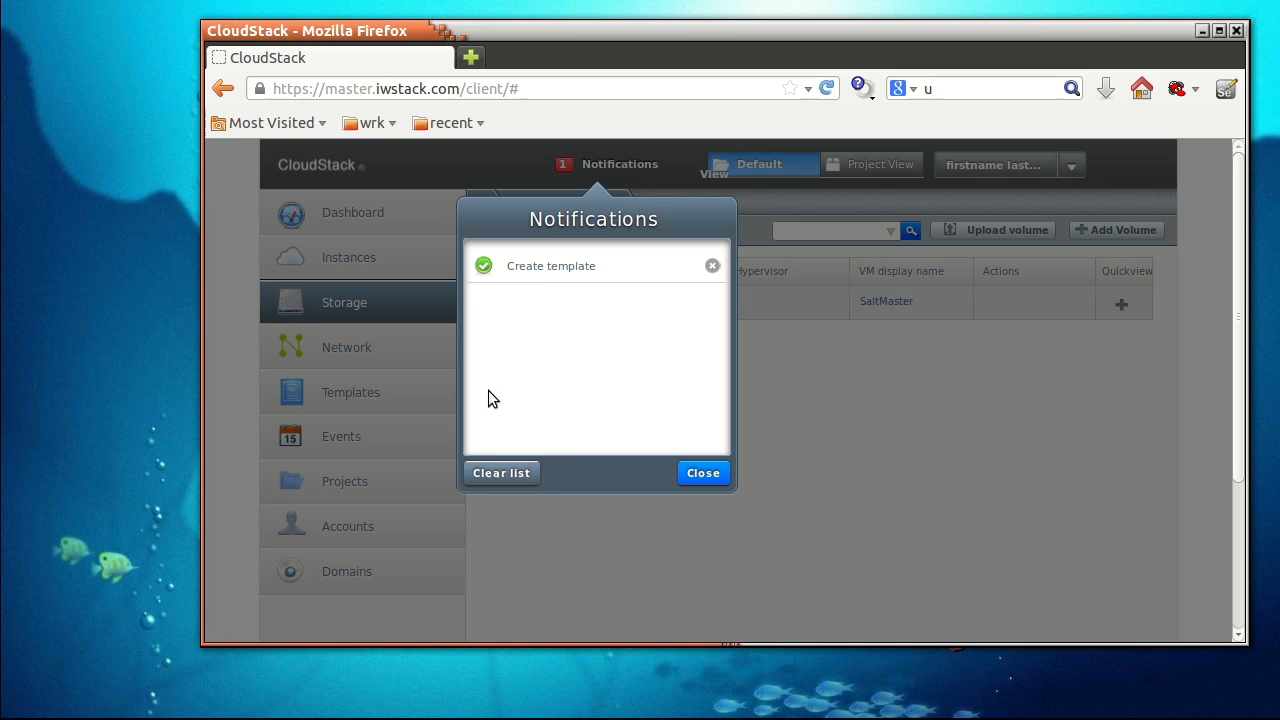 CloudStack - Mozilla Firefox
CloudStack
https://master.iwstack.com/client/#
8 u
Se
Most Visited wrk recent
CloudStack
1 Notifications Default View Project View firstname last...
Dashboard
Instances
Storage
Network
Templates
15 Events
Projects
Accounts
Domains
Notifications
Create template
Clear list Close
Upload volume Add Volume
Hypervisor VM display name Actions Quickview
SaltMaster